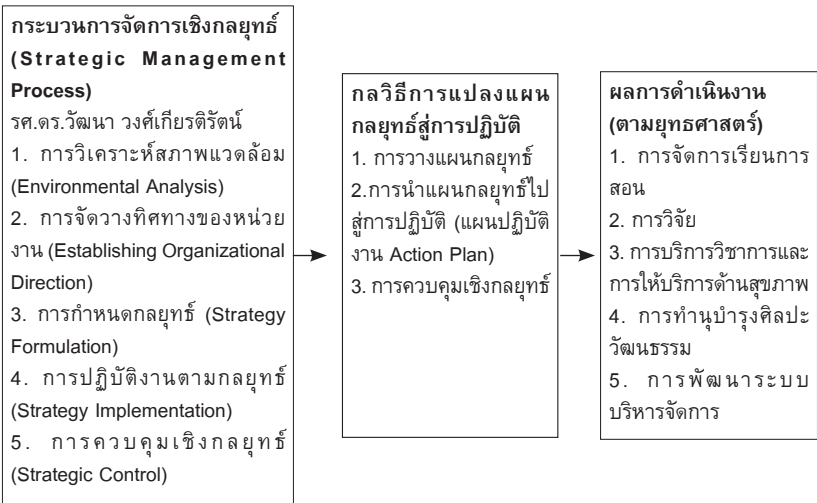 กระบวนการจัดการเชิงกลยุทธ์
(Strategic Management
Process)
รศ.ดร.วัฒนา วงศ์เกียรติรัตน์
1. การวิเคราะห์สภาพแวดล้อม
(Environmental Analysis)
2. การจัดวางทิศทางของหน่วย
งาน (Establishing Organizational
Direction)
3. การกำหนดกลยุทธ์ (Strategy
Formulation)
4. การปฏิบัติงานตามกลยุทธ์
(Strategy Implementation)
5. การควบคุมเชิงกลยุทธ์
(Strategic Control)
กลวิธีการแปลงแผน
กลยุทธ์สู่การปฏิบัติ
1. การวางแผนกลยุทธ์
2.การนำแผนกลยุทธ์ไป
สู่การปฏิบัติ (แผนปฏิบัติ
งาน Action Plan)
3. การควบคุมเชิงกลยุทธ์
ผลการดำเนินงาน
(ตามยุทธศาสตร์)
1. การจัดการเรียนการ
สอน
2. การวิจัย
3. การบริการวิชาการและ
การให้บริการด้านสุขภาพ
4. การทำนุบำรุงศิลปะ
วัฒนธรรม
5. การพัฒนาระบบ
บริหารจัดการ